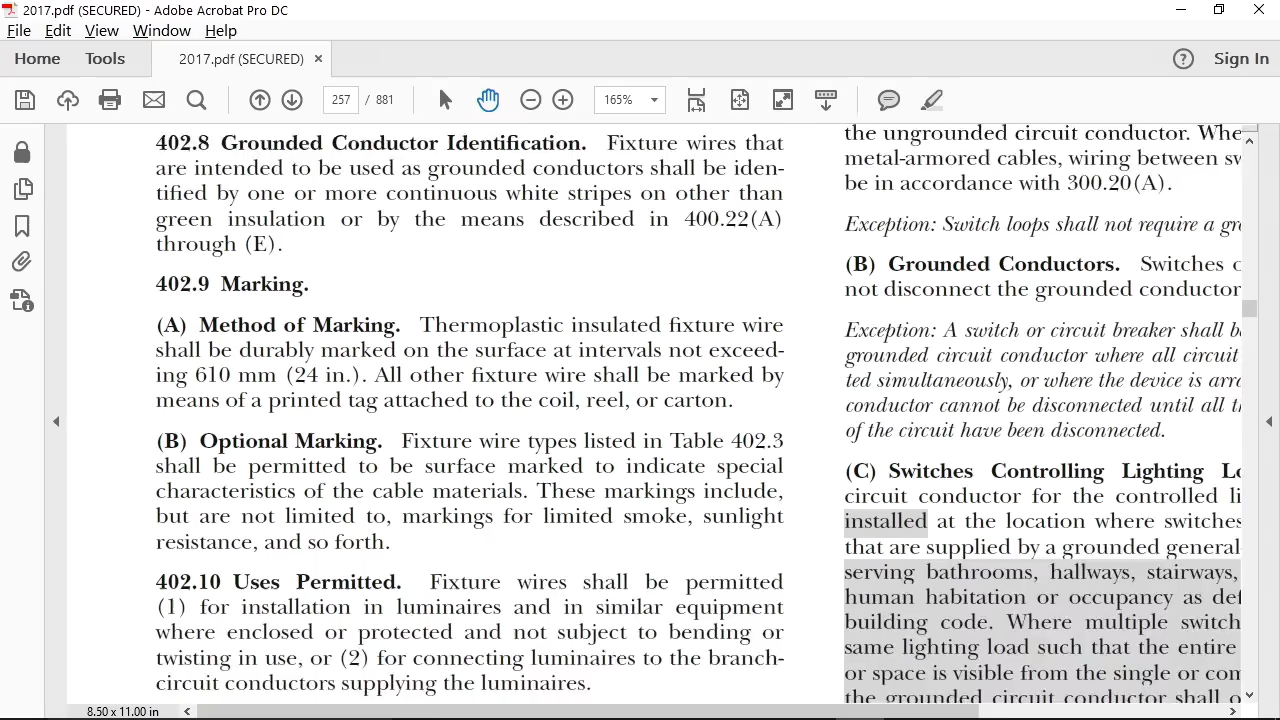 2017.pdf (SECURED) - Adobe Acrobat Pro DC
File Edit View Window Help
Home Tools 2017.pdf (SECURED) × Sign In
257 / 881 165%
402.8 Grounded Conductor Identification. Fixture wires that
are intended to be used as grounded conductors shall be iden-
tified by one or more continuous white stripes on other than
green insulation or by the means described in 400.22(A)
through (E).
402.9 Marking.
(A) Method of Marking. Thermoplastic insulated fixture wire
shall be durably marked on the surface at intervals not exceed-
ing 610 mm (24 in.). All other fixture wire shall be marked by
means of a printed tag attached to the coil, reel, or carton.
(B) Optional Marking. Fixture wire types listed in Table 402.3
shall be permitted to be surface marked to indicate special
characteristics of the cable materials. These markings include,
but are not limited to, markings for limited smoke, sunlight
resistance, and so forth.
402.10 Uses Permitted. Fixture wires shall be permitted
(1) for installation in luminaires and in similar equipment
where enclosed or protected and not subject to bending or
twisting in use, or (2) for connecting luminaires to the branch-
circuit conductors supplying the luminaires.
the ungrounded circuit conductor. Whe
metal-armored cables, wiring between sw
be in accordance with 300.20(A).
Exception: Switch loops shall not require a gr
(B) Grounded Conductors. Switches o
not disconnect the grounded conductor
Exception: A switch or circuit breaker shall b
grounded circuit conductor where all circuit
ted simultaneously, or where the device is arra
conductor cannot be disconnected until all t
of the circuit have been disconnected.
(C) Switches Controlling Lighting Lo
circuit conductor for the controlled li
installed at the location where switches
that are supplied by a grounded general-
serving bathrooms, hallways, stairways,
human habitation or occupancy as def
building code. Where multiple switch
same lighting load such that the entire
or space is visible from the single or com
the grounded circuit conductor shall o
8.50 x 11.00 in